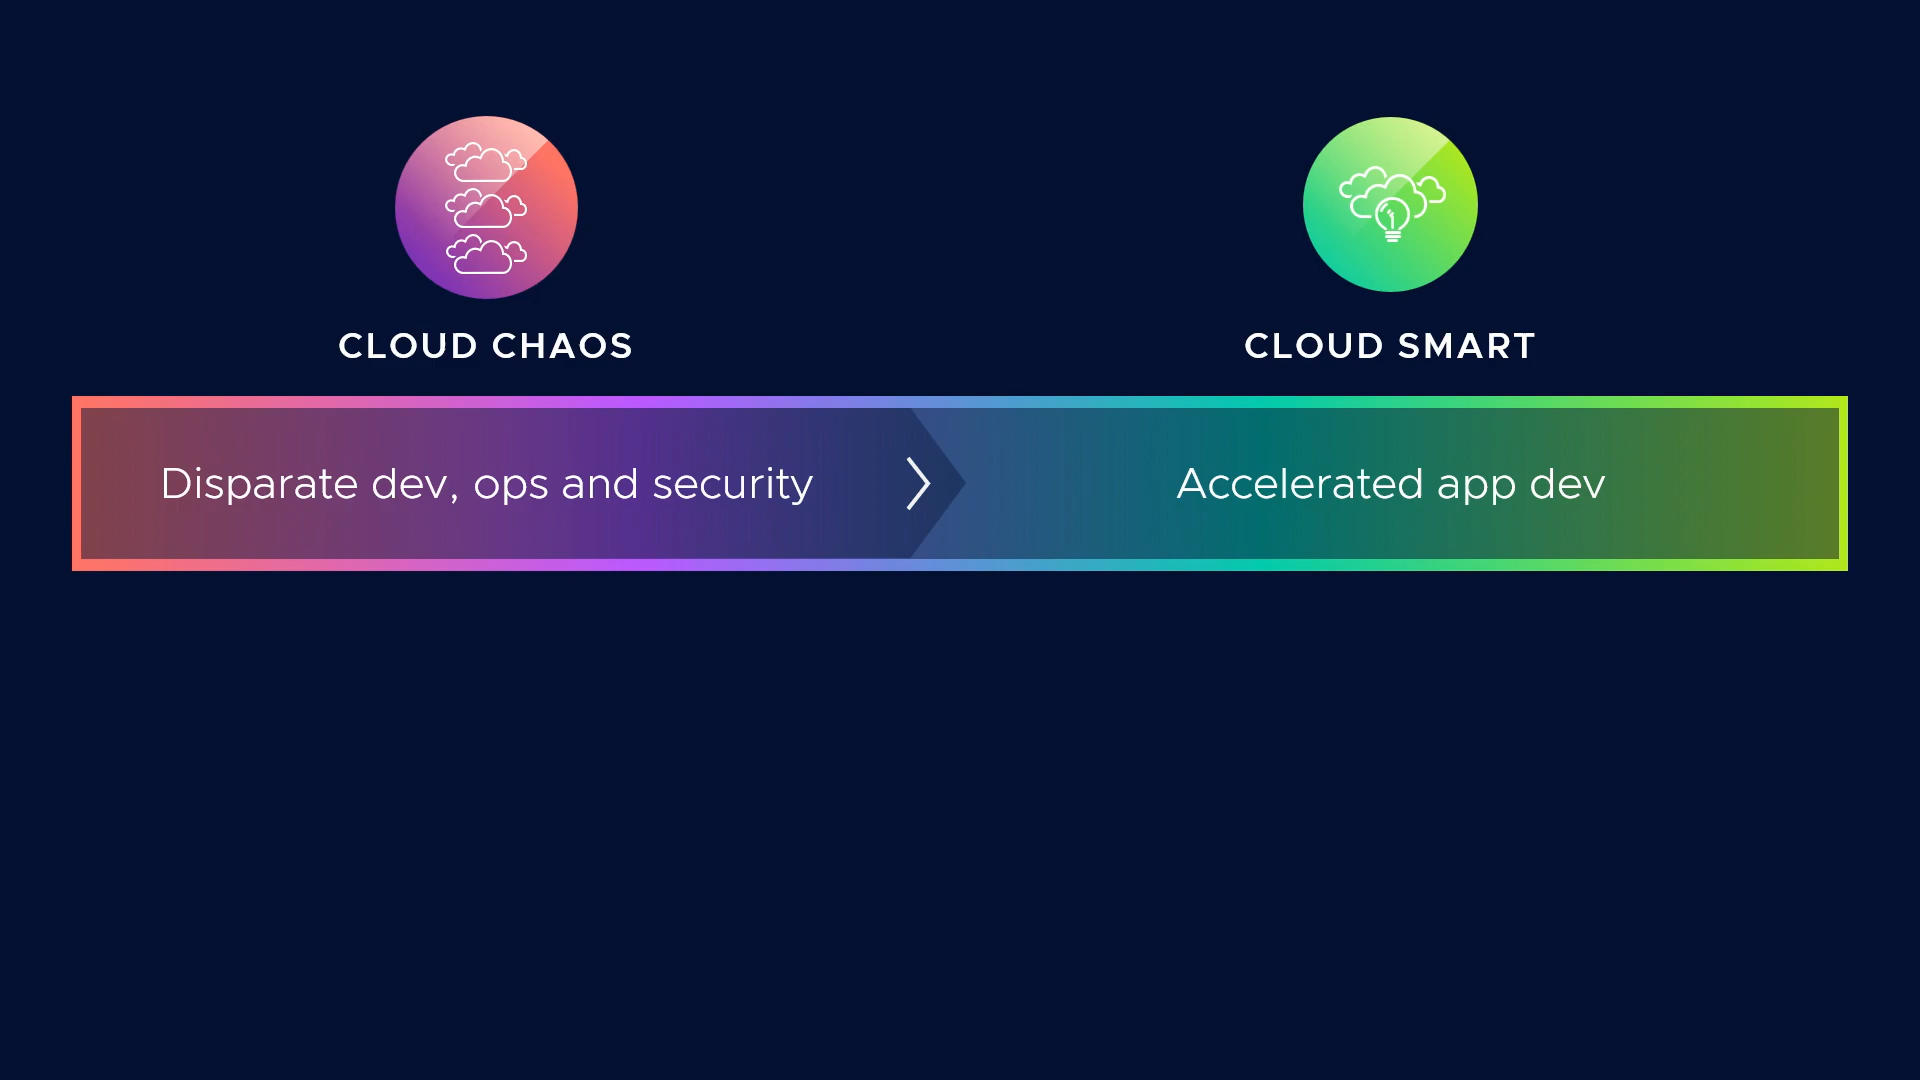 CLOUD CHAOS
CLOUD SMART
Disparate dev, ops and security
Accelerated app dev